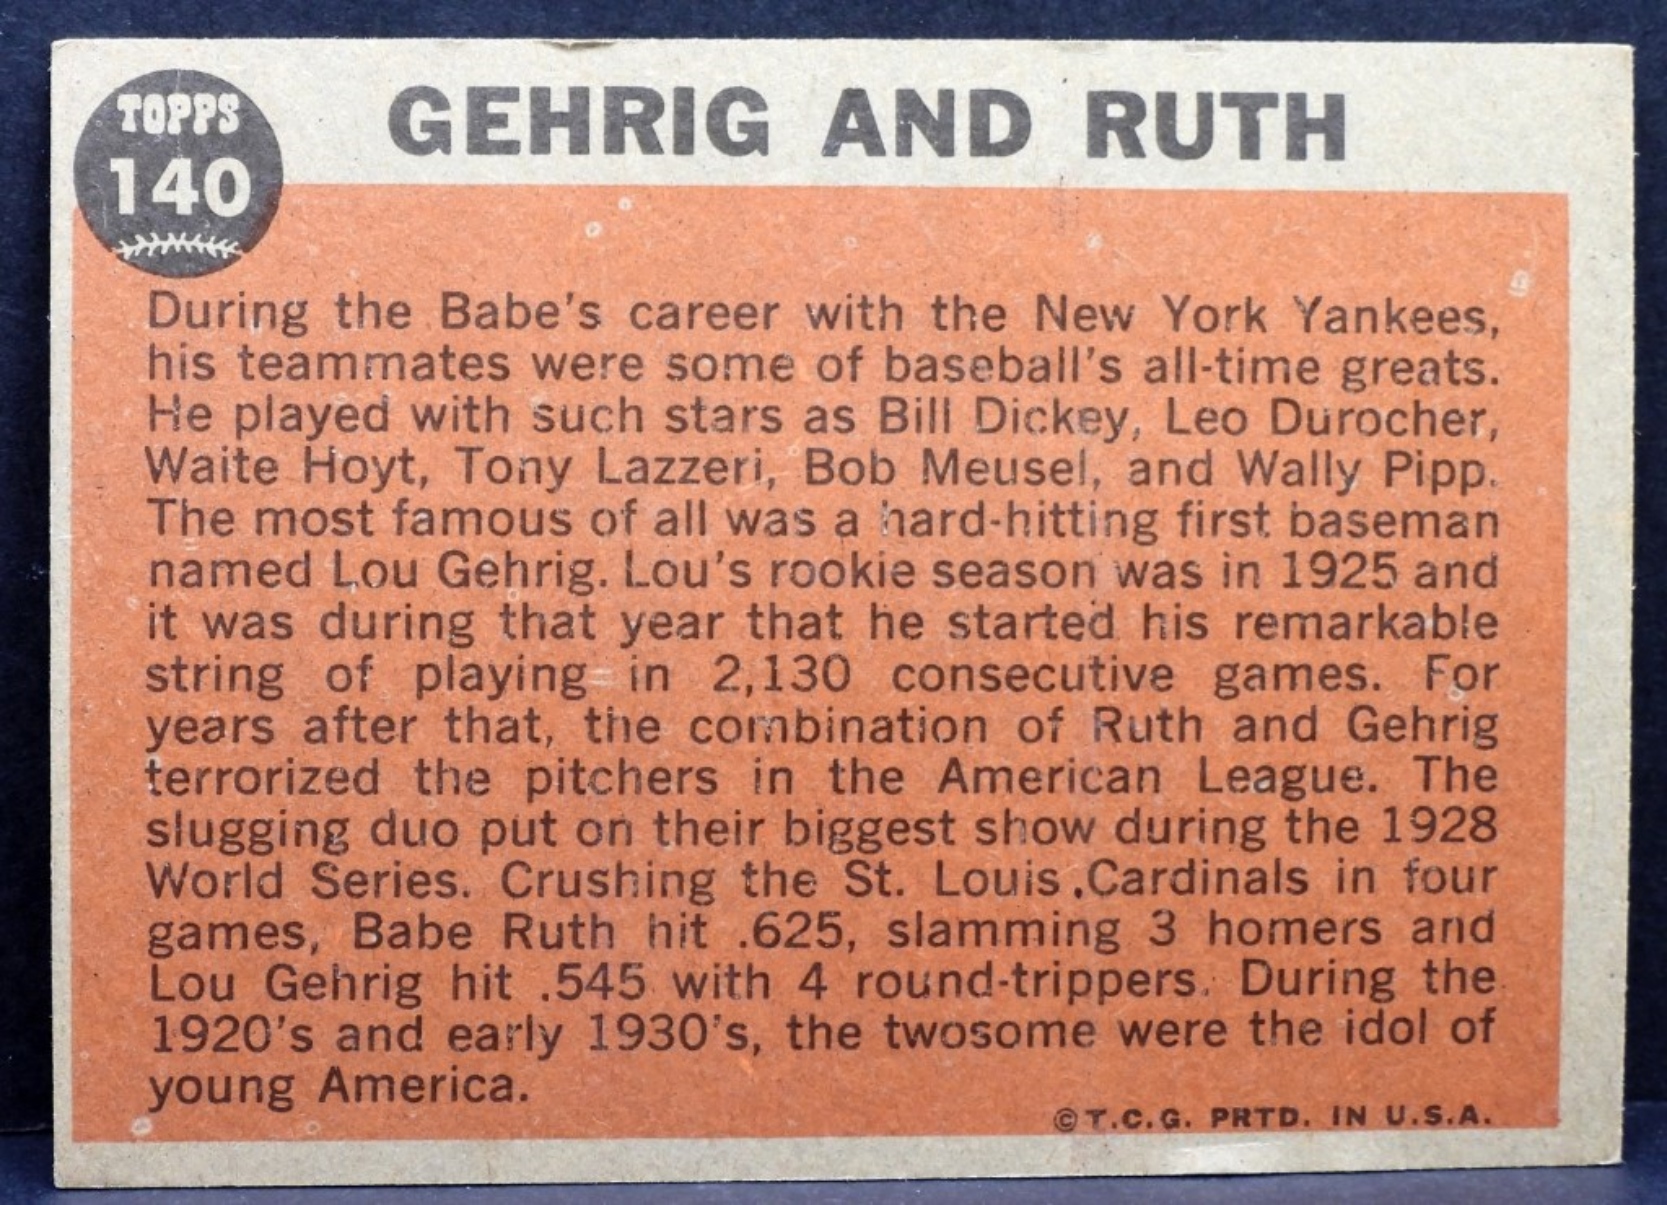 TOPPS
140
GEHRIG AND RUTH
During the Babe's career with the New York Yankees,
his teammates were some of baseball's all-time greats.
He played with such stars as Bill Dickey, Leo Durocher,
Waite Hoyt, Tony Lazzeri, Bob Meusel, and Wally Pipp.
The most famous of all was a hard-hitting first baseman
named Lou Gehrig. Lou's rookie season was in 1925 and
it was during that year that he started his remarkable
string of playing in 2,130 consecutive games. For
years after that, the combination of Ruth and Gehrig
terrorized the pitchers in the American League. The
slugging duo put on their biggest show during the 1928
World Series. Crushing the St. Louis Cardinals in four
games, Babe Ruth hit .625, slamming 3 homers and
Lou Gehrig hit .545 with 4 round-trippers. During the
1920's and early 1930's, the twosome were the idol of
young America.
©T.C.G. PRTD. IN U.S.A.